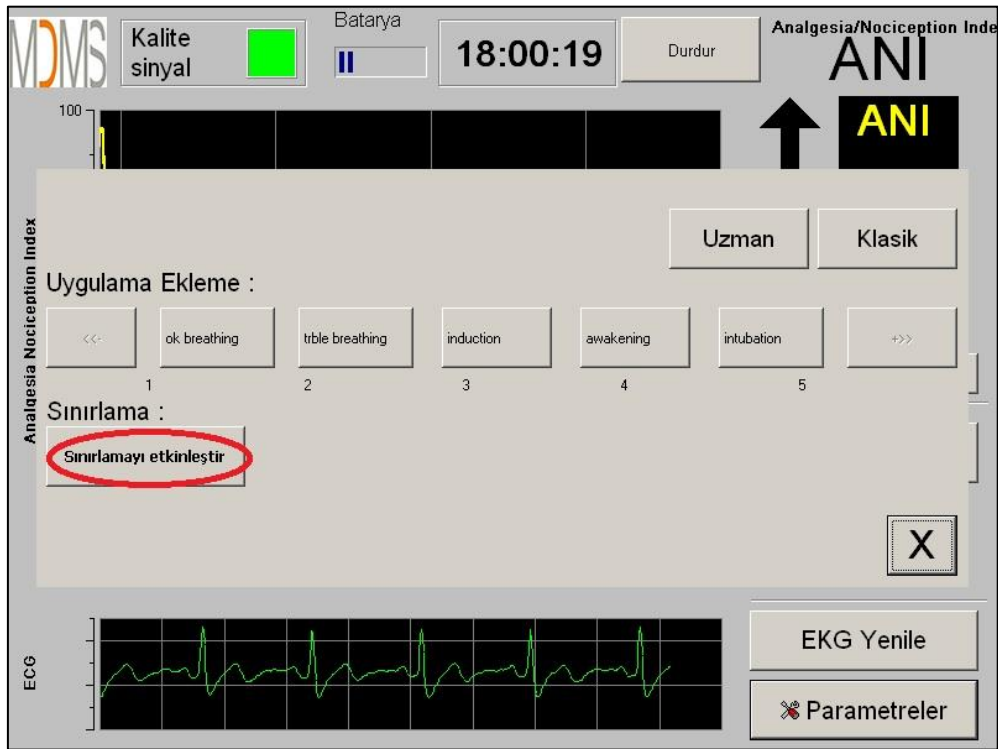 MDMS
Kalite
sinyal
Batarya
18:00:19
Durdur
Analgesia/Nociception Inde
ANI
100
ANI
Analgesia Nociception Index
Uzman
Klasik
Uygulama Ekleme :
<<-
ok breathing
trble breathing
induction
awakening
intubation
+>>
1
2
3
4
5
Sınırlama :
Sınırlamayı etkinleştir
X
ECG
EKG Yenile
Parametreler